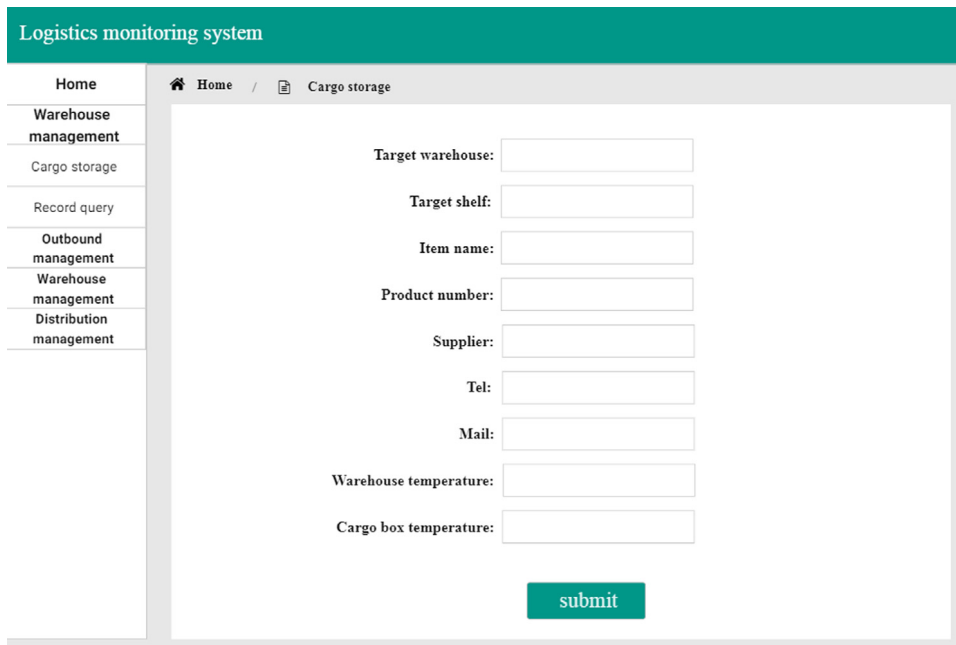 Logistics monitoring system
Home
Warehouse
management
Cargo storage
Record query
Outbound
management
Warehouse
management
Distribution
management
Home / Cargo storage
Target warehouse:
Target shelf:
Item name:
Product number:
Supplier:
Tel:
Mail:
Warehouse temperature:
Cargo box temperature:
submit